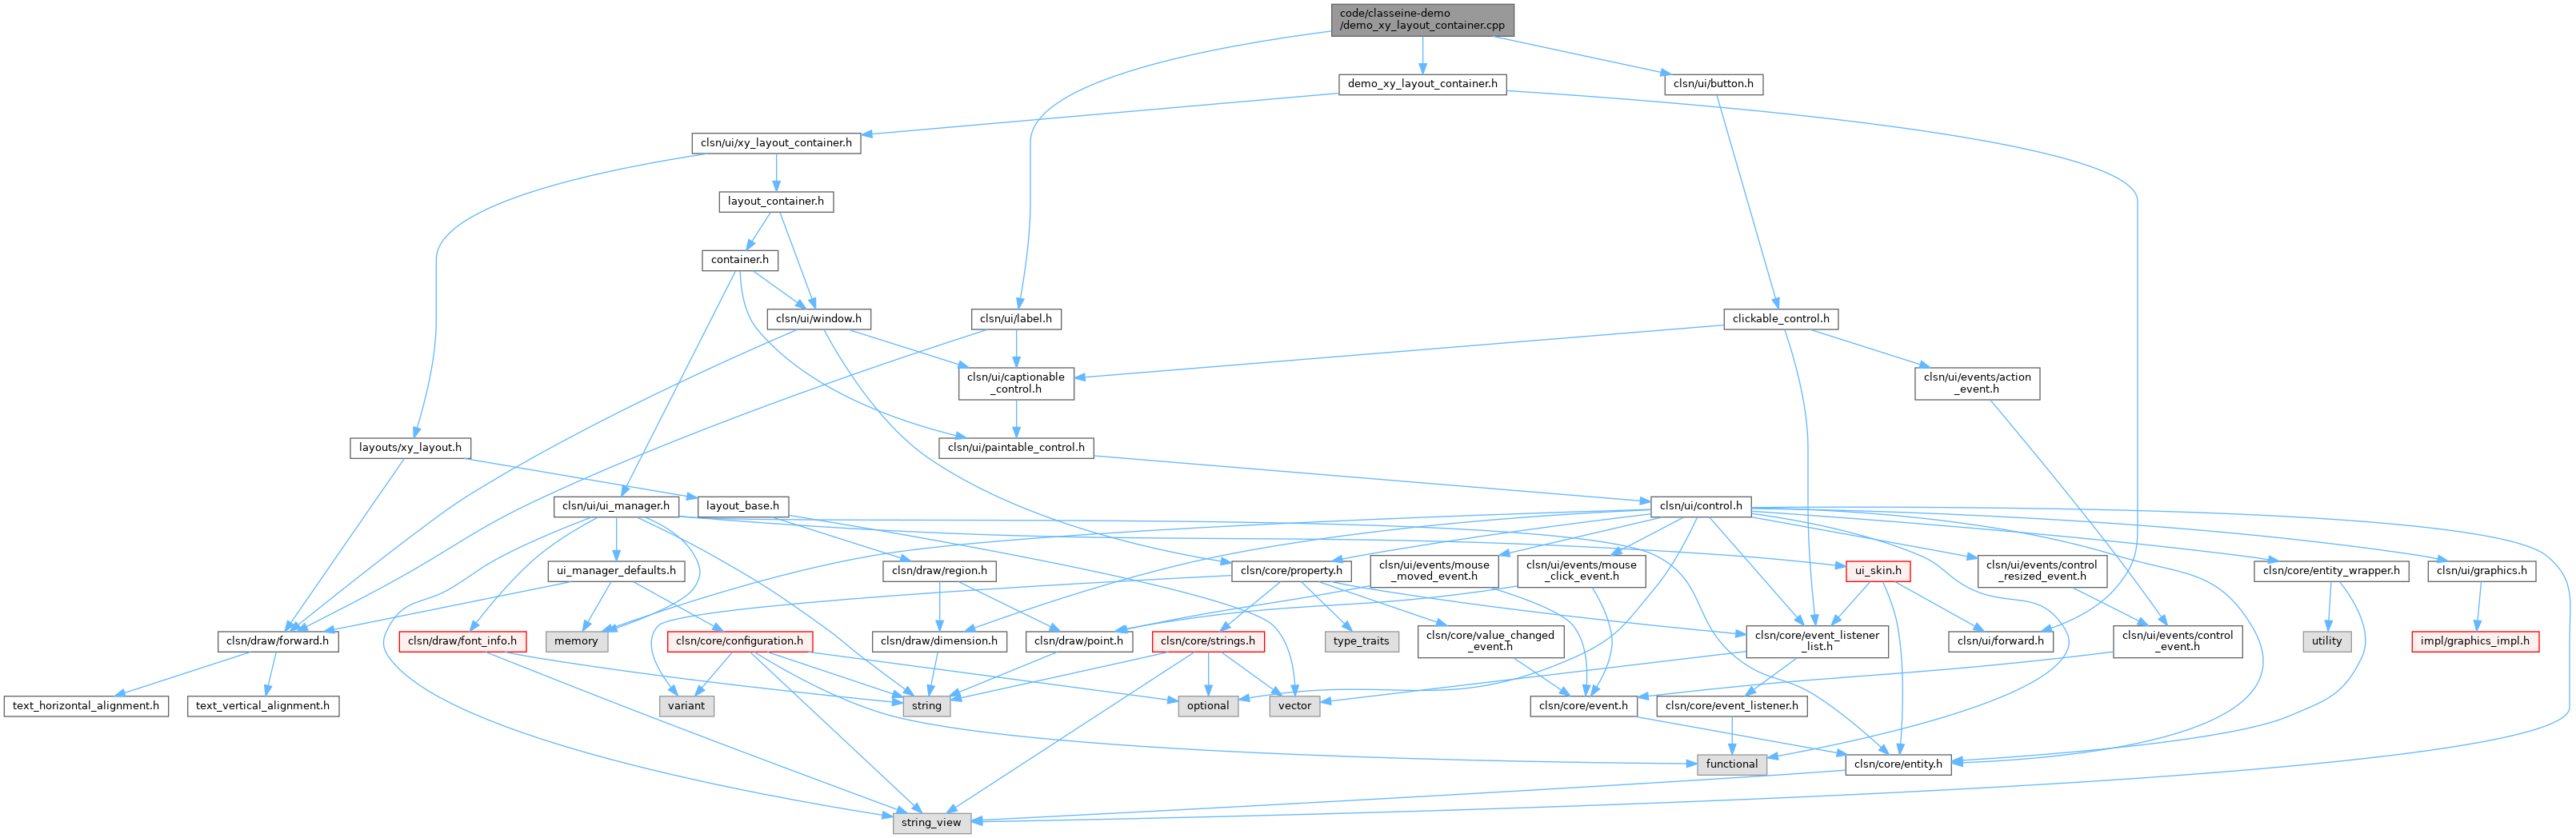 code/classeine-demo
/demo_xy_layout_container.cpp
demo_xy_layout_container.h
clsn/ui/button.h
clsn/ui/xy_layout_container.h
layout_container.h
container.h
clsn/ui/window.h
clsn/ui/label.h
clickable_control.h
clsn/ui/captionable
_control.h
clsn/ui/events/action
_event.h
layouts/xy_layout.h
clsn/ui/paintable_control.h
clsn/ui/ui_manager.h
layout_base.h
clsn/ui/control.h
ui_manager_defaults.h
clsn/draw/region.h
clsn/core/property.h
clsn/ui/events/mouse
_moved_event.h
clsn/ui/events/mouse
_click_event.h
ui_skin.h
clsn/ui/events/control
_resized_event.h
clsn/core/entity_wrapper.h
clsn/ui/graphics.h
clsn/draw/forward.h
clsn/draw/font_info.h
memory
clsn/core/configuration.h
clsn/draw/dimension.h
clsn/draw/point.h
clsn/core/strings.h
type_traits
clsn/core/value_changed
_event.h
clsn/core/event_listener
_list.h
clsn/ui/forward.h
clsn/ui/events/control
_event.h
utility
impl/graphics_impl.h
text_horizontal_alignment.h
text_vertical_alignment.h
variant
string
optional
vector
clsn/core/event.h
clsn/core/event_listener.h
functional
clsn/core/entity.h
string_view